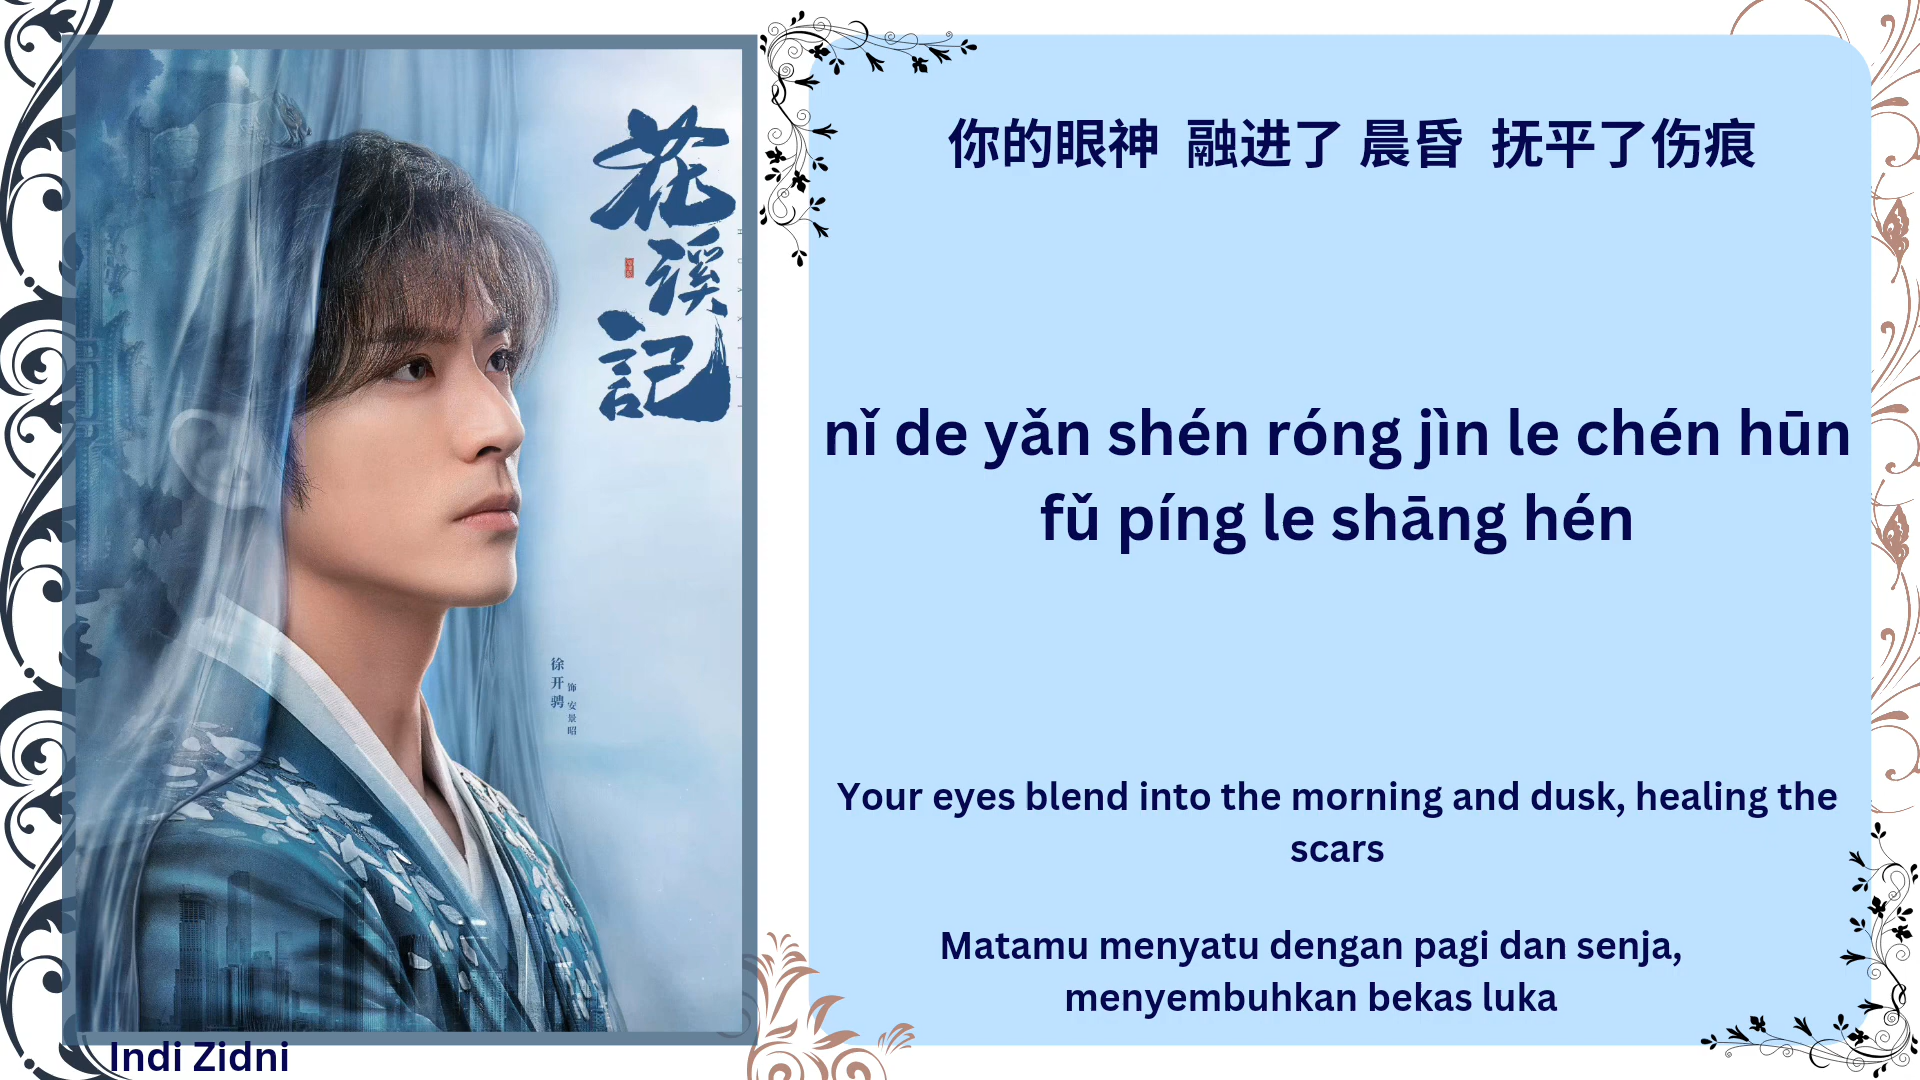 花溪記
徐开骋
饰 安景昭
你的眼神 融进了 晨昏 抚平了伤痕
nǐ de yǎn shén róng jìn le chén hūn
fǔ píng le shāng hén
Your eyes blend into the morning and dusk, healing the
scars
Matamu menyatu dengan pagi dan senja,
menyembuhkan bekas luka
Indi Zidni